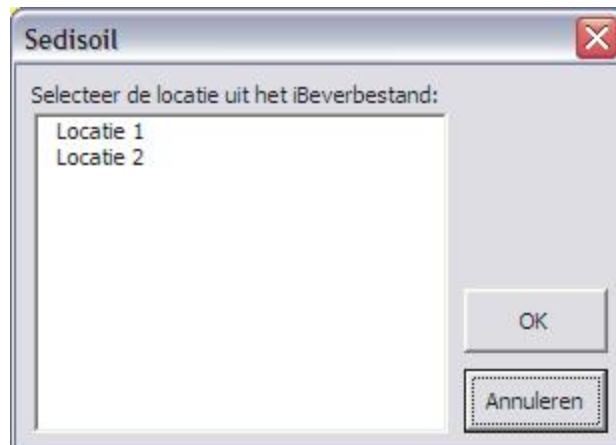 Sedisoil
Selecteer de locatie uit het iBeverbestand:
Locatie 1
Locatie 2
OK
Annuleren